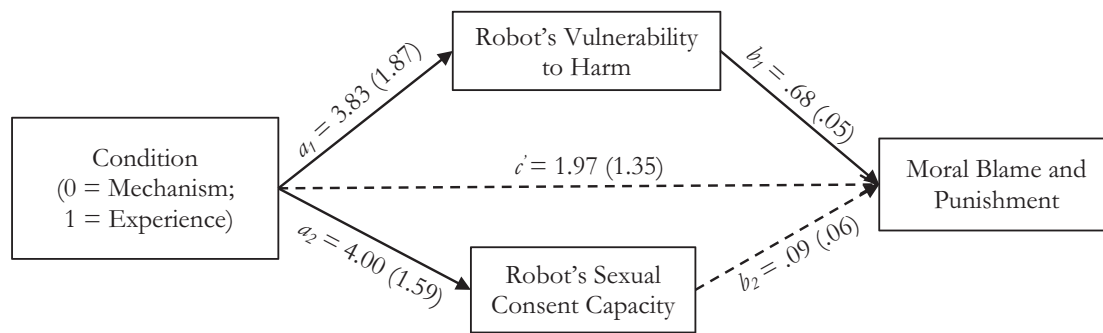 Robot’s Vulnerability
to Harm
a1 = 3.83 (1.87)
b1 = .68 (.05)
Condition
(0 = Mechanism;
1 = Experience)
c’ = 1.97 (1.35)
Moral Blame and
Punishment
a2 = 4.00 (1.59)
b2 = .09 (.06)
Robot’s Sexual
Consent Capacity